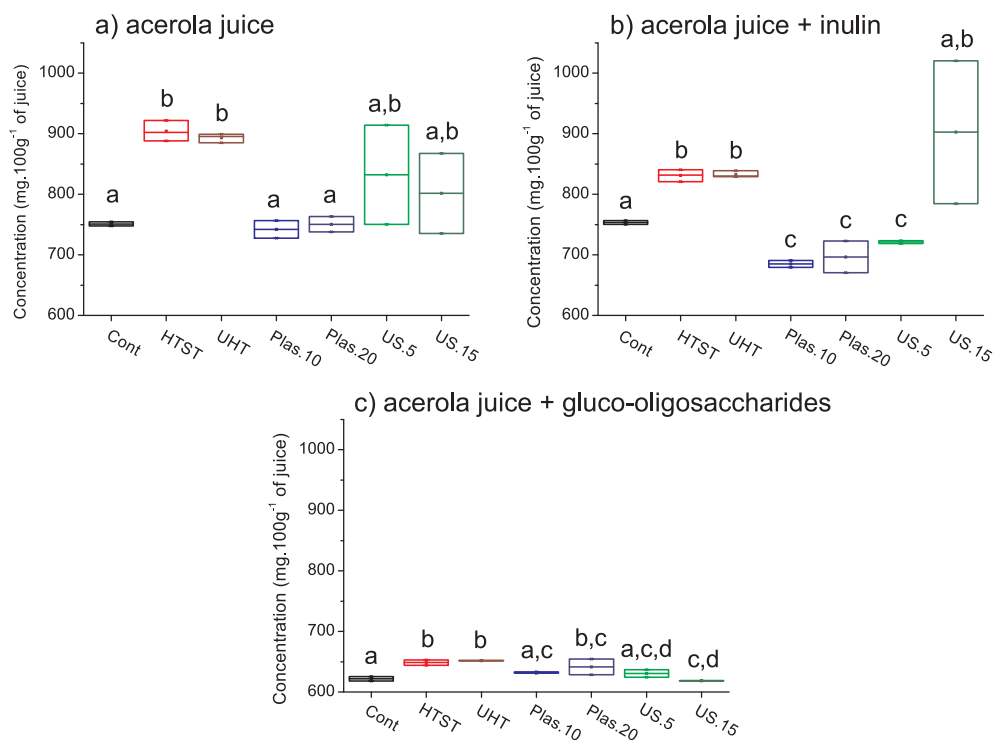 a) acerola juice
Concentration (mg.100g⁻¹ of juice)
1000
900
800
700
600
a
b
b
a
a
a,b
a,b
Cont
HTST
UHT
Plas.10
Plas.20
US.5
US.15
b) acerola juice + inulin
Concentration (mg.100g⁻¹ of juice)
1000
900
800
700
600
a
b
b
c
c
c
a,b
Cont
HTST
UHT
Plas.10
Plas.20
US.5
US.15
c) acerola juice + gluco-oligosaccharides
Concentration (mg.100g⁻¹ of juice)
1000
900
800
700
600
a
b
b
a,c
b,c
a,c,d
c,d
Cont
HTST
UHT
Plas.10
Plas.20
US.5
US.15